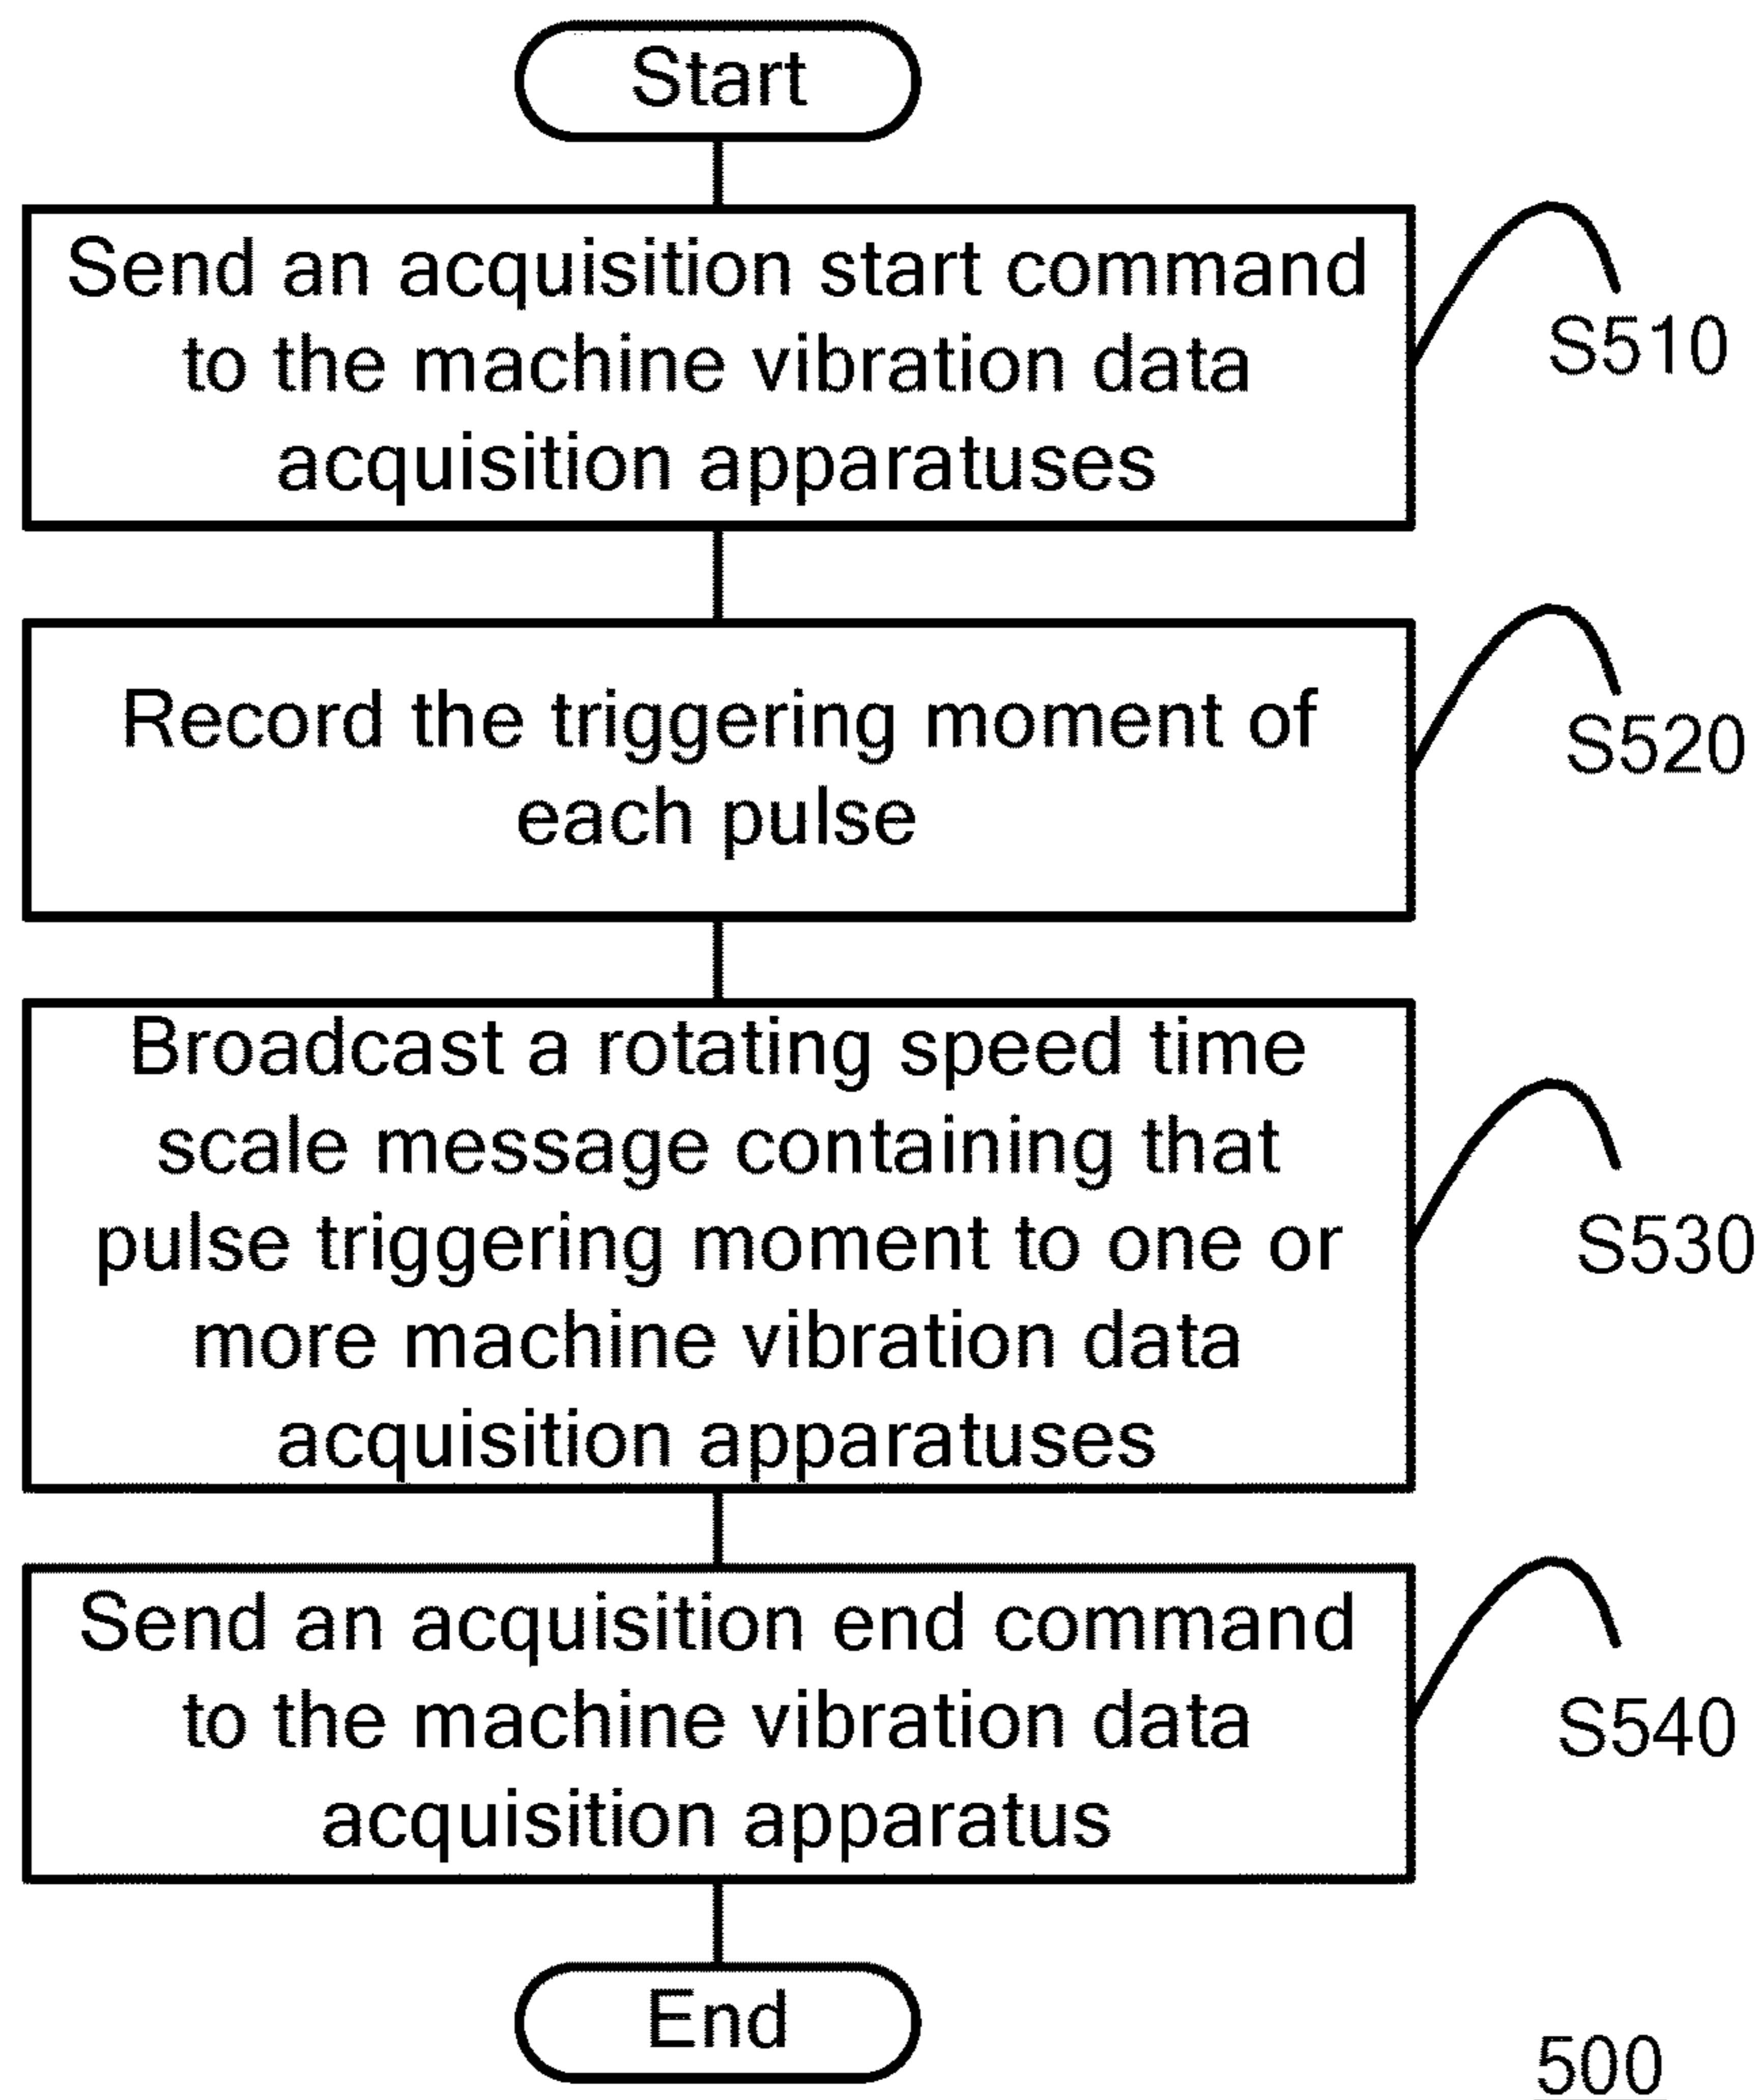 Start
Send an acquisition start command
to the machine vibration data
acquisition apparatuses
S510
Record the triggering moment of
each pulse
S520
Broadcast a rotating speed time
scale message containing that
pulse triggering moment to one or
more machine vibration data
acquisition apparatuses
S530
Send an acquisition end command
to the machine vibration data
acquisition apparatus
S540
End
500